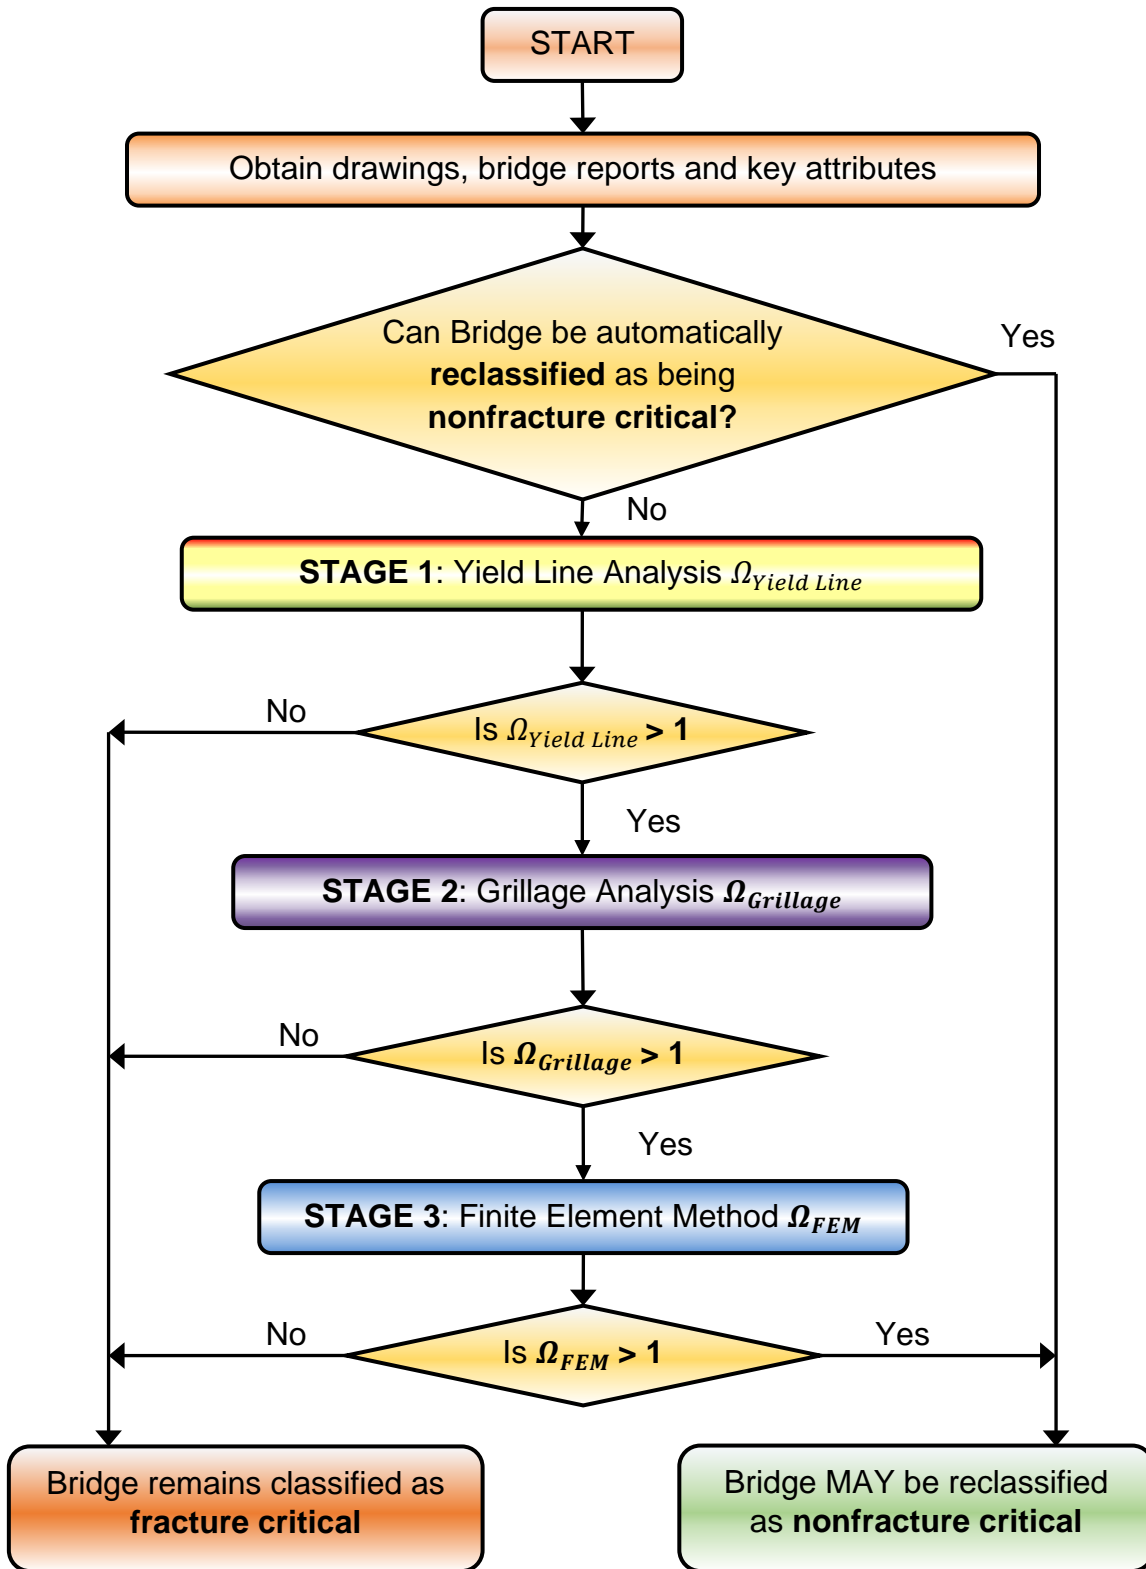 START
Obtain drawings, bridge reports and key attributes
Can Bridge be automatically
reclassified as being
nonfracture critical?
Yes
No
STAGE 1: Yield Line Analysis Ω_Yield Line
Is Ω_Yield Line > 1
No
Yes
STAGE 2: Grillage Analysis Ω_Grillage
Is Ω_Grillage > 1
No
Yes
STAGE 3: Finite Element Method Ω_FEM
Is Ω_FEM > 1
No
Yes
Bridge remains classified as
fracture critical
Bridge MAY be reclassified
as nonfracture critical